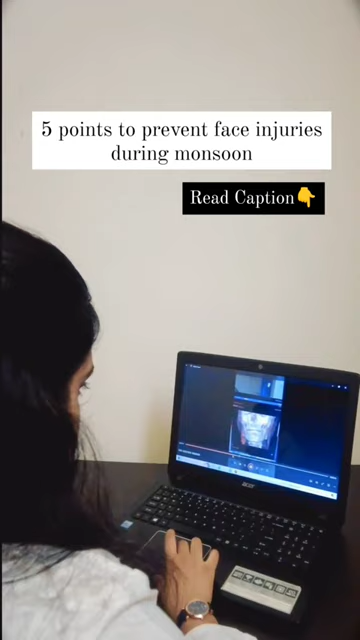 5 points to prevent face injuries
during monsoon
Read Caption👇
acer